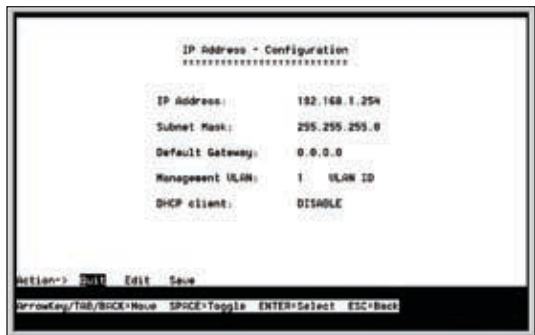 IP Address - Configuration
**************************
IP Address: 192.168.1.254
Subnet Mask: 255.255.255.0
Default Gateway: 0.0.0.0
Management VLAN: 1 VLAN ID
DHCP client: DISABLE
Action-> Quit Edit Save
ArrowKey/TAB/BACK=Move SPACE=Toggle ENTER=Select ESC=Back